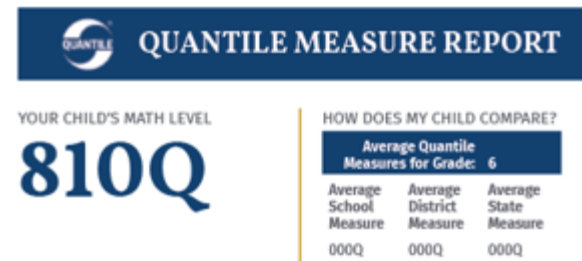 QUANTILE
QUANTILE MEASURE REPORT
YOUR CHILD'S MATH LEVEL
810Q
HOW DOES MY CHILD COMPARE?
Average Quantile
Measures for Grade: 6
Average Average Average
School District State
Measure Measure Measure
000Q 000Q 000Q